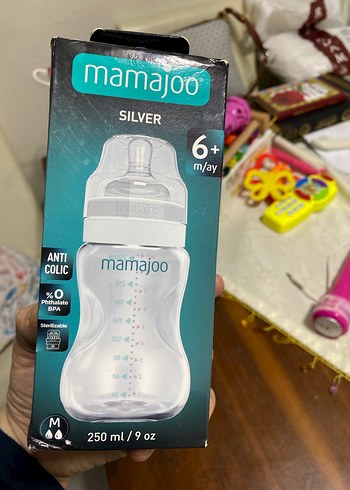 mamajoo
SILVER
6+
m/ay
mamajoo
ANTI
COLIC
%0
Phthalate
BPA
Sterilizable
M
250 ml / 9 oz